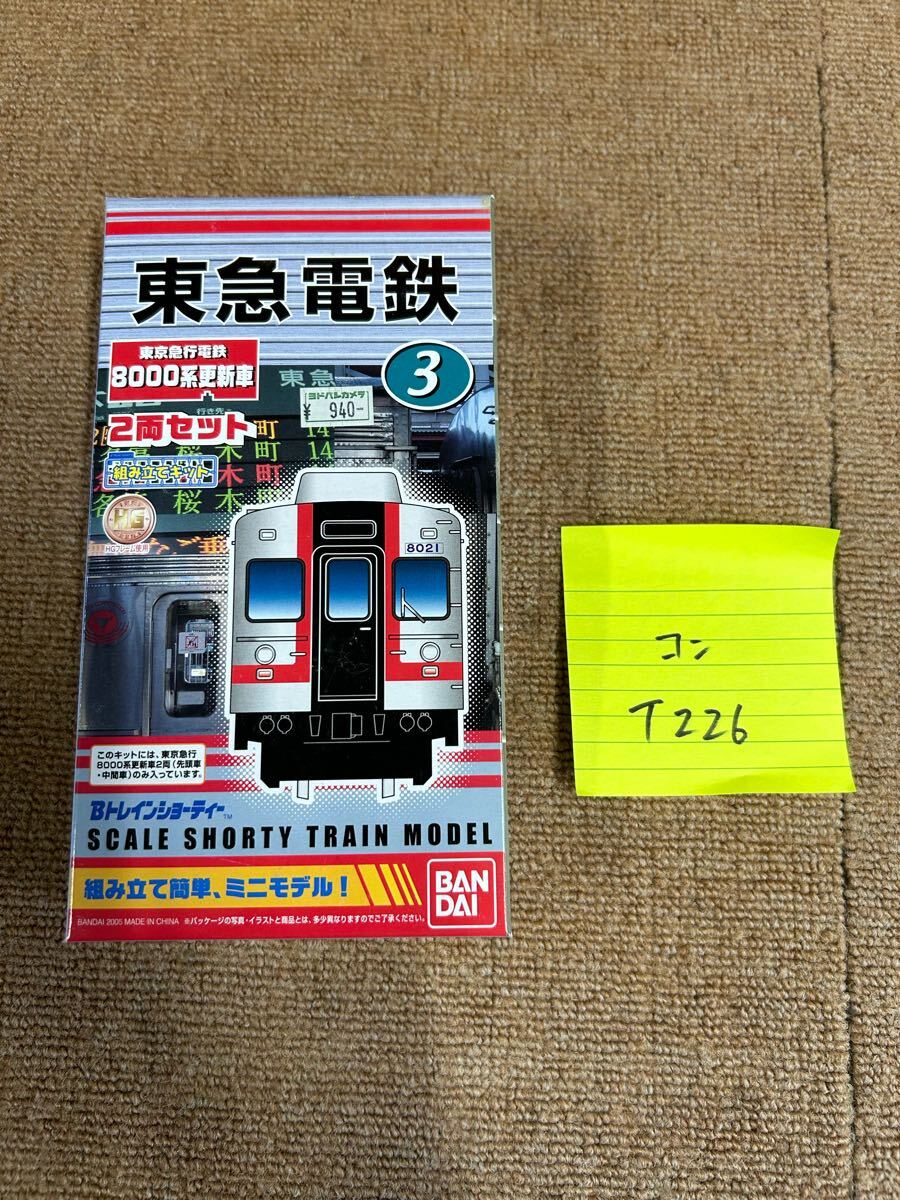 東急電鉄
東京急行電鉄
8000系更新車
3
東急
ヨドバシカメラ
¥ 940-
行き先
2両セット
町 14
桜木町 14
組み立てキット
木町
桜木町
HG
HGフレーム使用
8021
このキットには、東京急行
8000系更新車2両(先頭車
・中間車)のみ入っています。
Bトレインショーティー™
SCALE SHORTY TRAIN MODEL
組み立て簡単、ミニモデル!
BAN
DAI
BANDAI 2005 MADE IN CHINA ※パッケージの写真・イラストと商品とは、多少異なりますのでご了承ください。
コン
T226